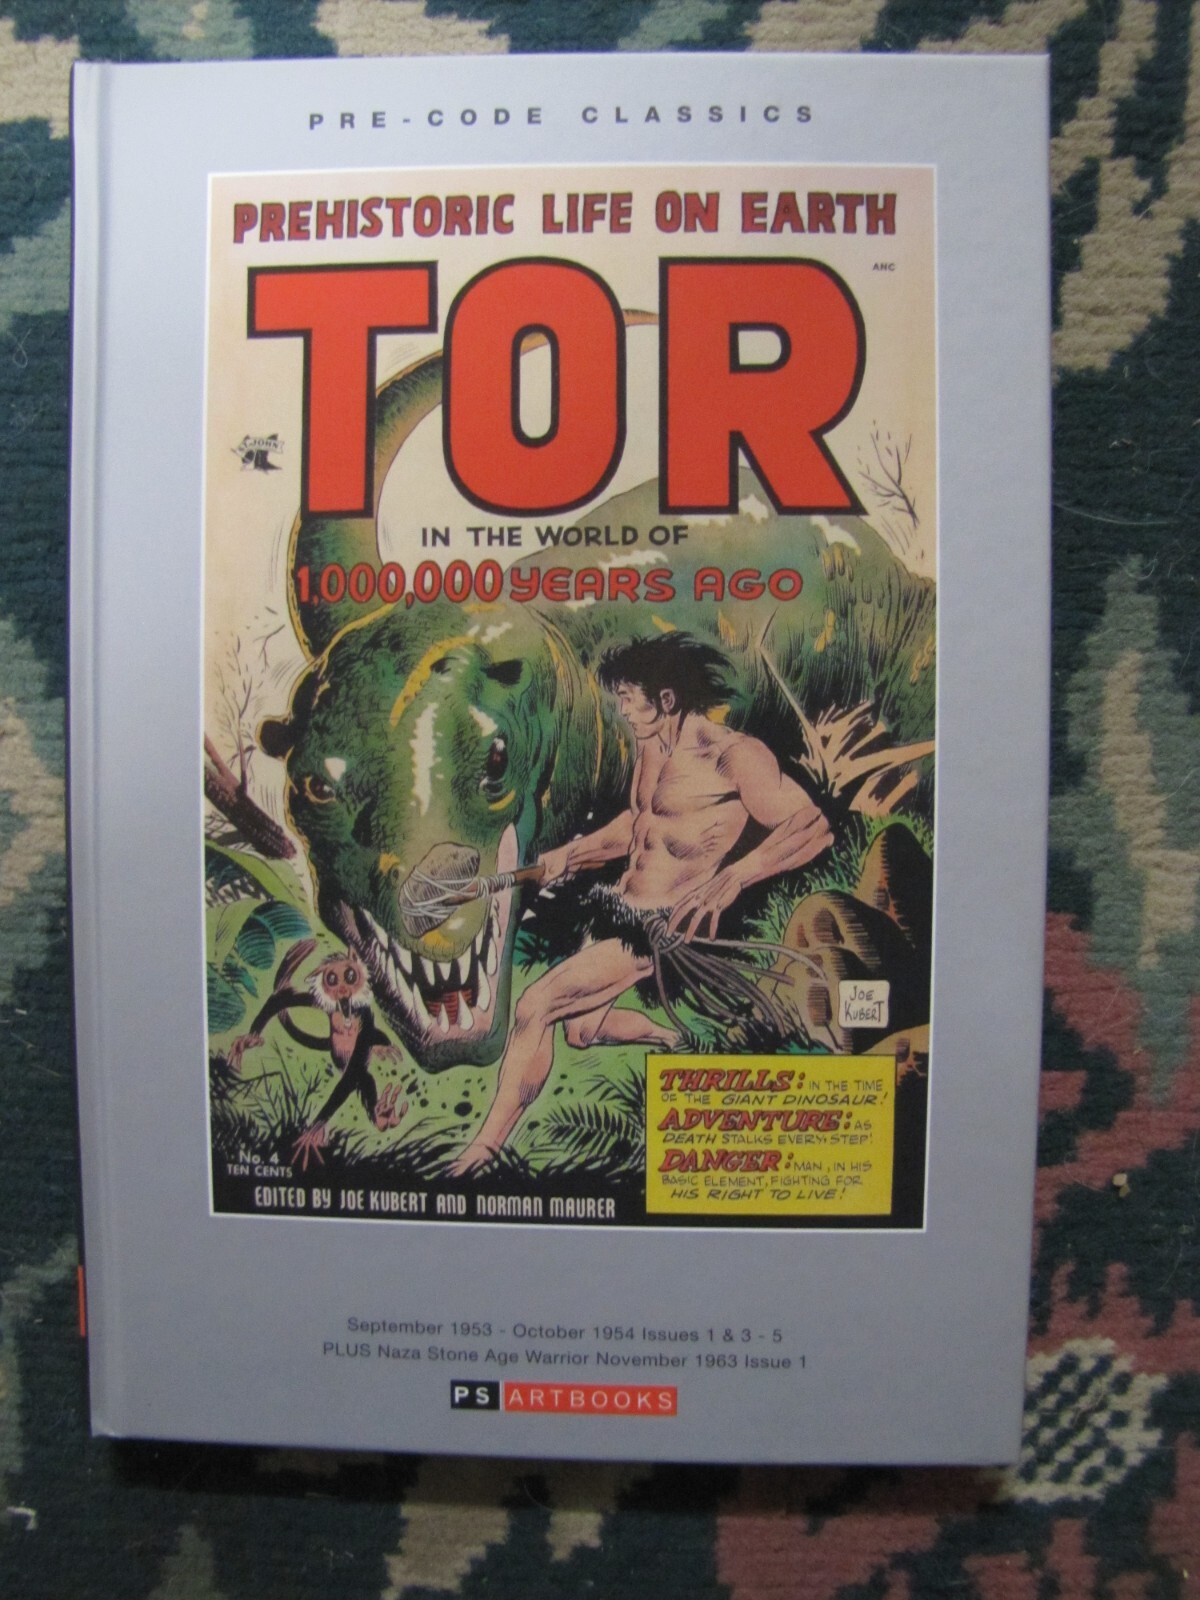 PRE-CODE CLASSICS
PREHISTORIC LIFE ON EARTH
ANC
TOR
ST. JOHN
IN THE WORLD OF
1,000,000 YEARS AGO
JOE
KUBERT
THRILLS: IN THE TIME
OF THE GIANT DINOSAUR!
ADVENTURE: AS
DEATH STALKS EVERY STEP!
DANGER: MAN, IN HIS
BASIC ELEMENT, FIGHTING FOR
HIS RIGHT TO LIVE!
No. 4
TEN CENTS
EDITED BY JOE KUBERT AND NORMAN MAURER
September 1953 - October 1954 Issues 1 & 3 - 5
PLUS Naza Stone Age Warrior November 1963 Issue 1
PS ARTBOOKS